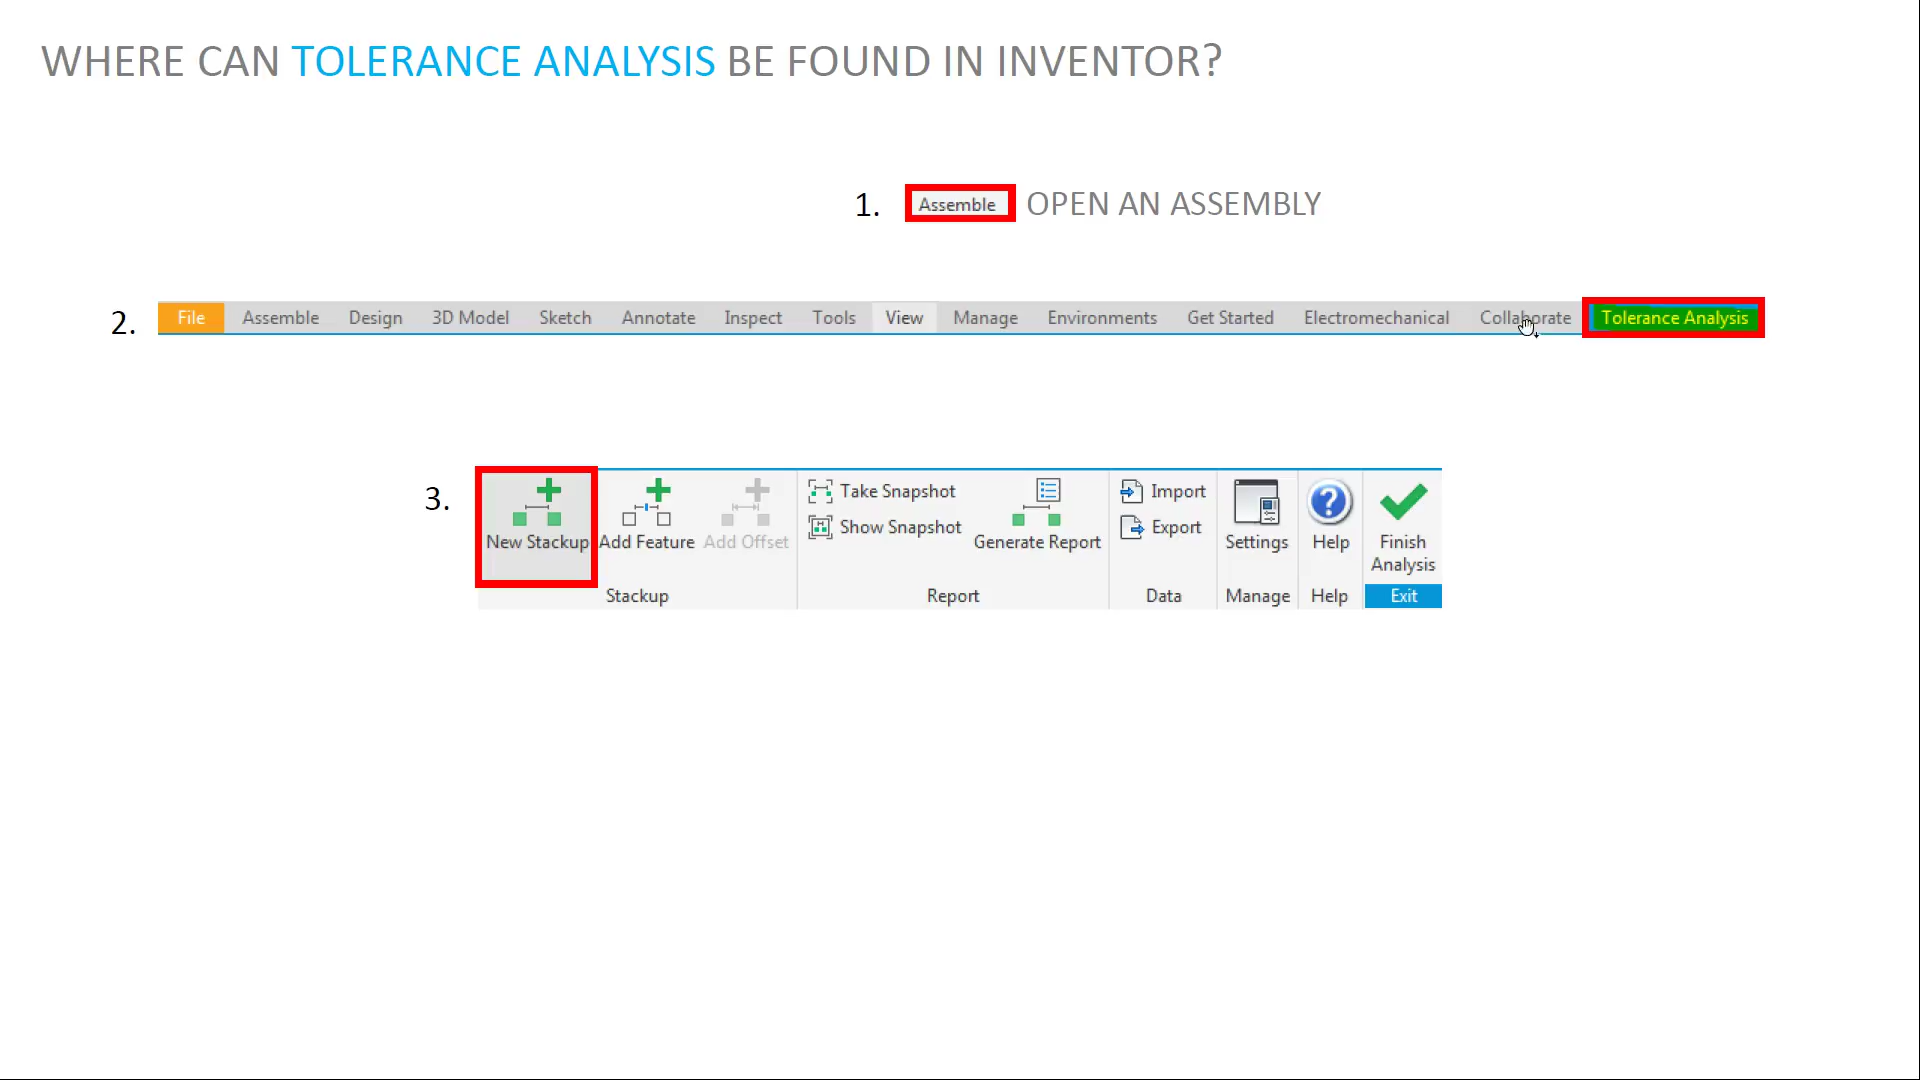 WHERE CAN TOLERANCE ANALYSIS BE FOUND IN INVENTOR?
1. Assemble OPEN AN ASSEMBLY
2. File Assemble Design 3D Model Sketch Annotate Inspect Tools View Manage Environments Get Started Electromechanical Collaborate Tolerance Analysis
3. New Stackup Add Feature Add Offset
Stackup
Take Snapshot
Show Snapshot
Generate Report
Report
Import
Export
Data
Settings
Manage
Help
Help
Finish
Analysis
Exit